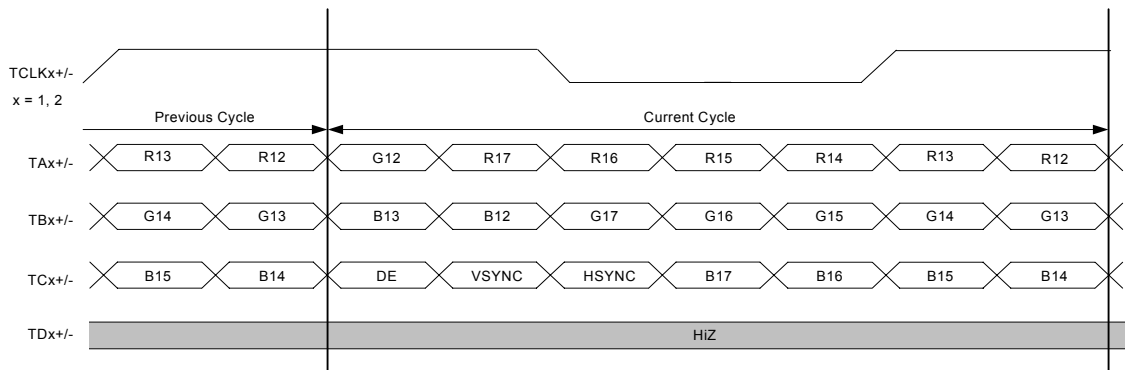 TCLKx+/-
x = 1, 2
Previous Cycle Current Cycle
TAx+/- R13 R12 G12 R17 R16 R15 R14 R13 R12
TBx+/- G14 G13 B13 B12 G17 G16 G15 G14 G13
TCx+/- B15 B14 DE VSYNC HSYNC B17 B16 B15 B14
TDx+/- HiZ